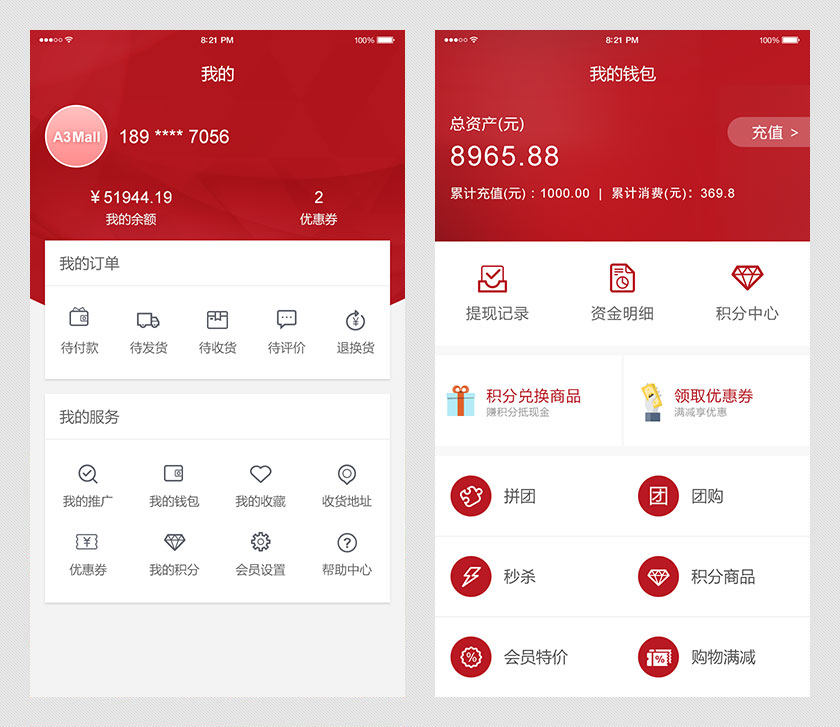 8:21 PM
100%
我的
A3Mall
189 **** 7056
￥51944.19
2
我的余额
优惠券
我的订单
待付款
待发货
待收货
待评价
退换货
我的服务
我的推广
我的钱包
我的收藏
收货地址
优惠券
我的积分
会员设置
帮助中心
8:21 PM
100%
我的钱包
总资产(元)
8965.88
充值 >
累计充值(元)：1000.00 | 累计消费(元)：369.8
提现记录
资金明细
积分中心
积分兑换商品
赚积分抵现金
领取优惠券
满减享优惠
拼团
团
团购
秒杀
积分商品
会员特价
购物满减